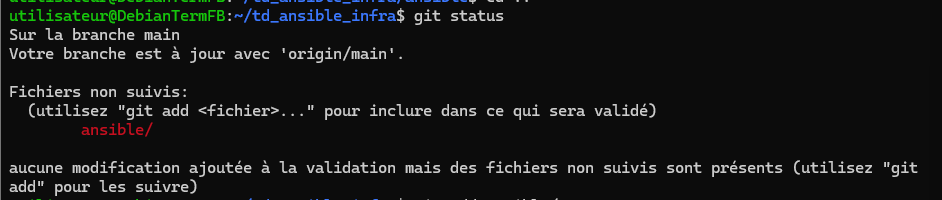 utilisateur@DebianTermFB:~/td_ansible_infra$ git status
Sur la branche main
Votre branche est à jour avec 'origin/main'.
Fichiers non suivis:
(utilisez "git add <fichier>..." pour inclure dans ce qui sera validé)
ansible/
aucune modification ajoutée à la validation mais des fichiers non suivis sont présents (utilisez "git
add" pour les suivre)